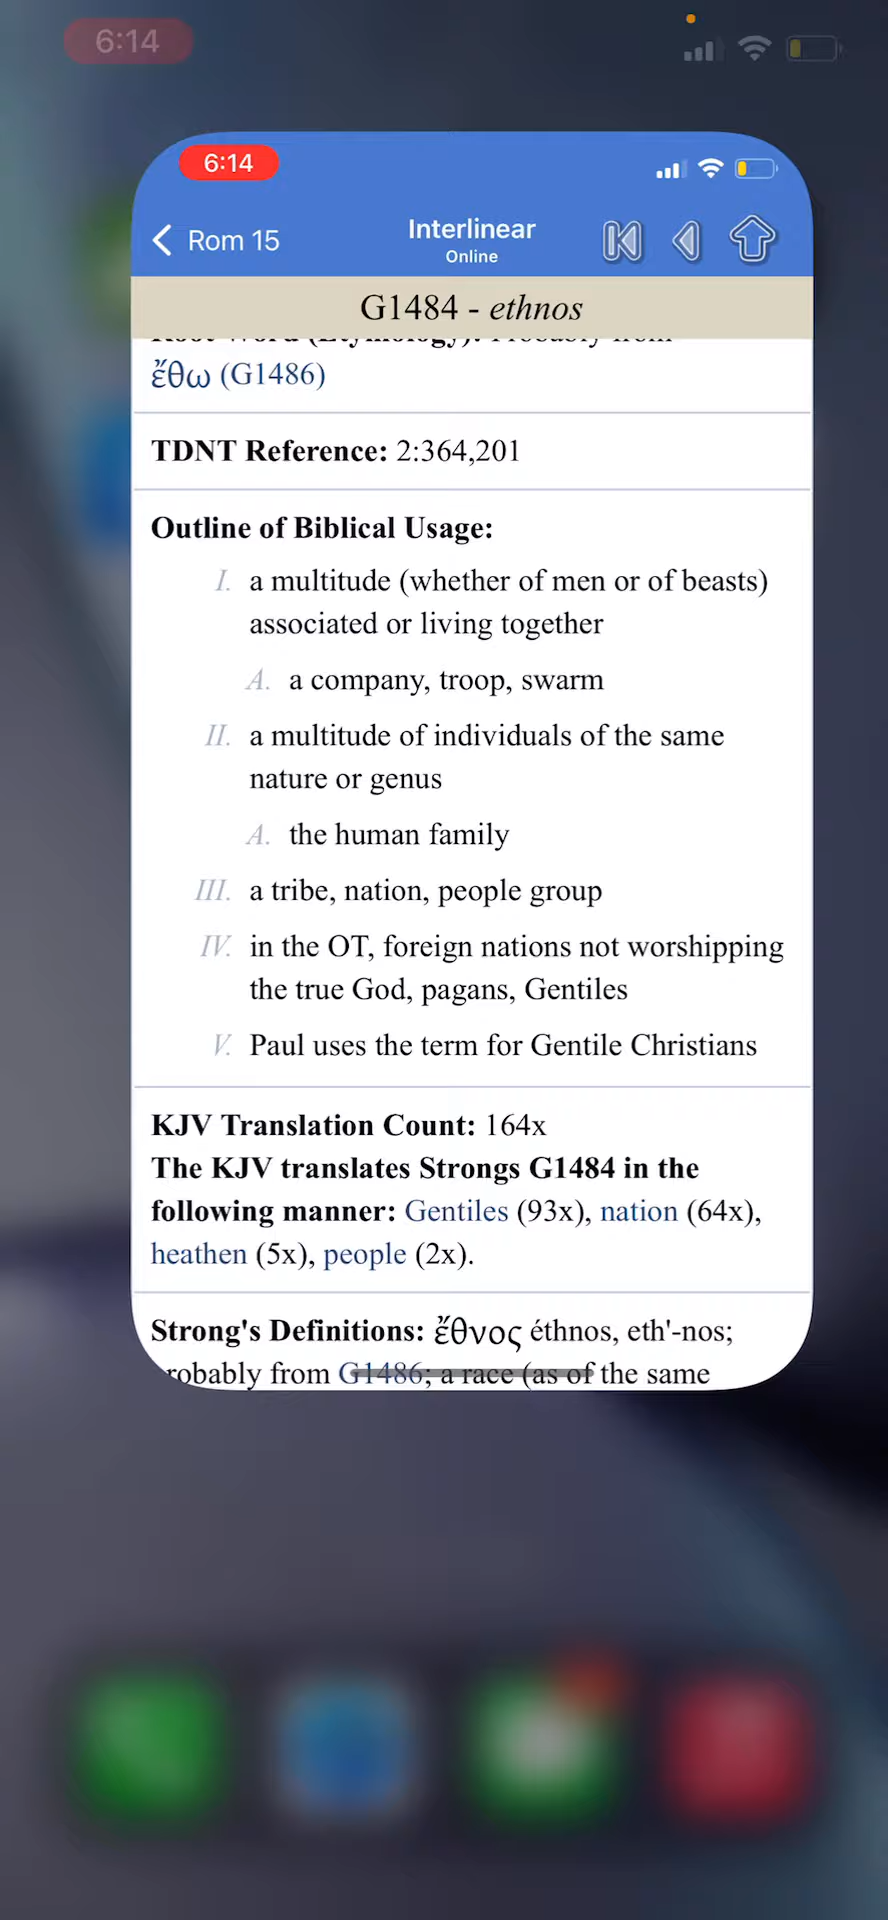 6:14
6:14
Rom 15
Interlinear
Online
G1484 - ethnos
Root Word (Etymology): Probably from
ἔθω (G1486)
TDNT Reference: 2:364,201
Outline of Biblical Usage:
I. a multitude (whether of men or of beasts)
associated or living together
A. a company, troop, swarm
II. a multitude of individuals of the same
nature or genus
A. the human family
III. a tribe, nation, people group
IV. in the OT, foreign nations not worshipping
the true God, pagans, Gentiles
V. Paul uses the term for Gentile Christians
KJV Translation Count: 164x
The KJV translates Strongs G1484 in the
following manner: Gentiles (93x), nation (64x),
heathen (5x), people (2x).
Strong's Definitions: ἔθνος éthnos, eth'-nos;
robably from G1486; a race (as of the same